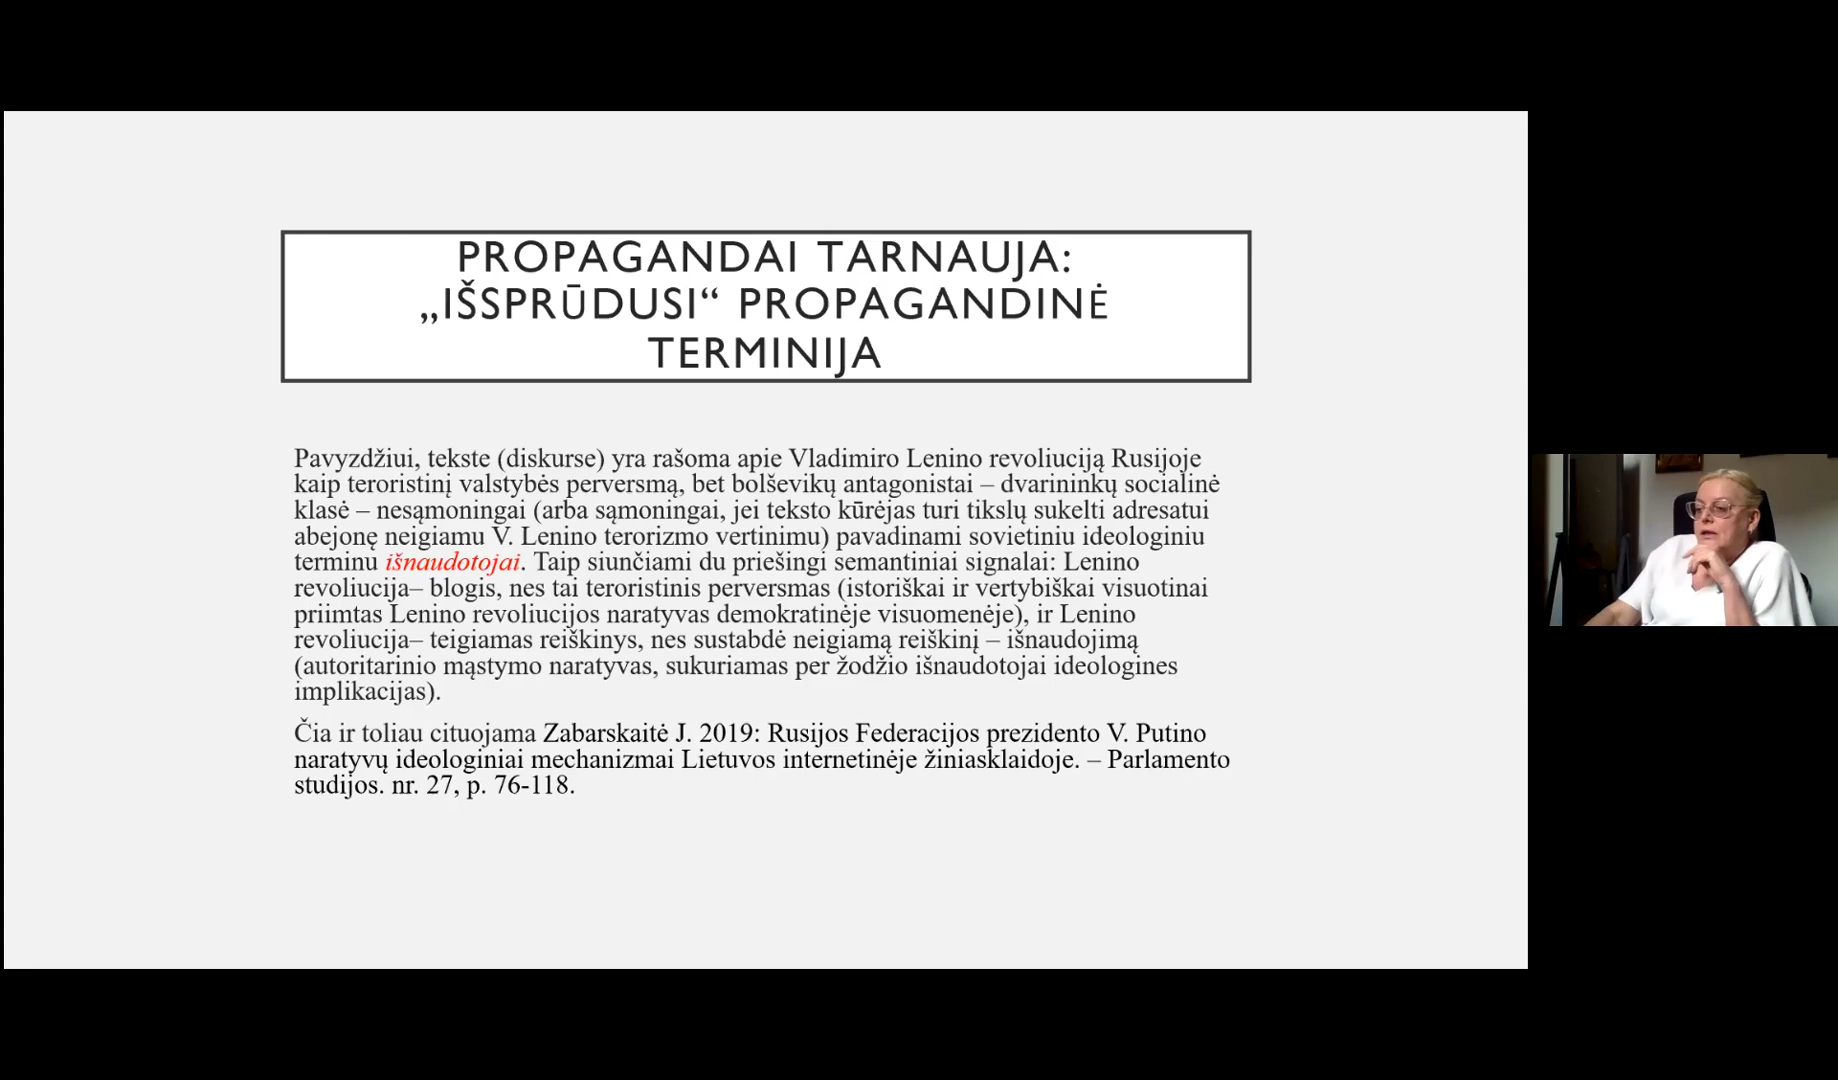 PROPAGANDAI TARNAUJA:
„IŠSPRŪDUSI“ PROPAGANDINĖ
TERMINIJA
Pavyzdžiui, tekste (diskurse) yra rašoma apie Vladimiro Lenino revoliuciją Rusijoje
kaip teroristinį valstybės perversmą, bet bolševikų antagonistai – dvarininkų socialinė
klasė – nesąmoningai (arba sąmoningai, jei teksto kūrėjas turi tikslų sukelti adresatui
abejonę neigiamu V. Lenino terorizmo vertinimu) pavadinami sovietiniu ideologiniu
terminu išnaudotojai. Taip siunčiami du priešingi semantiniai signalai: Lenino
revoliucija– blogis, nes tai teroristinis perversmas (istoriškai ir vertybiškai visuotinai
priimtas Lenino revoliucijos naratyvas demokratinėje visuomenėje), ir Lenino
revoliucija– teigiamas reiškinys, nes sustabdė neigiamą reiškinį – išnaudojimą
(autoritarinio mąstymo naratyvas, sukuriamas per žodžio išnaudotojai ideologines
implikacijas).
Čia ir toliau cituojama Zabarskaitė J. 2019: Rusijos Federacijos prezidento V. Putino
naratyvų ideologiniai mechanizmai Lietuvos internetinėje žiniasklaidoje. – Parlamento
studijos. nr. 27, p. 76-118.